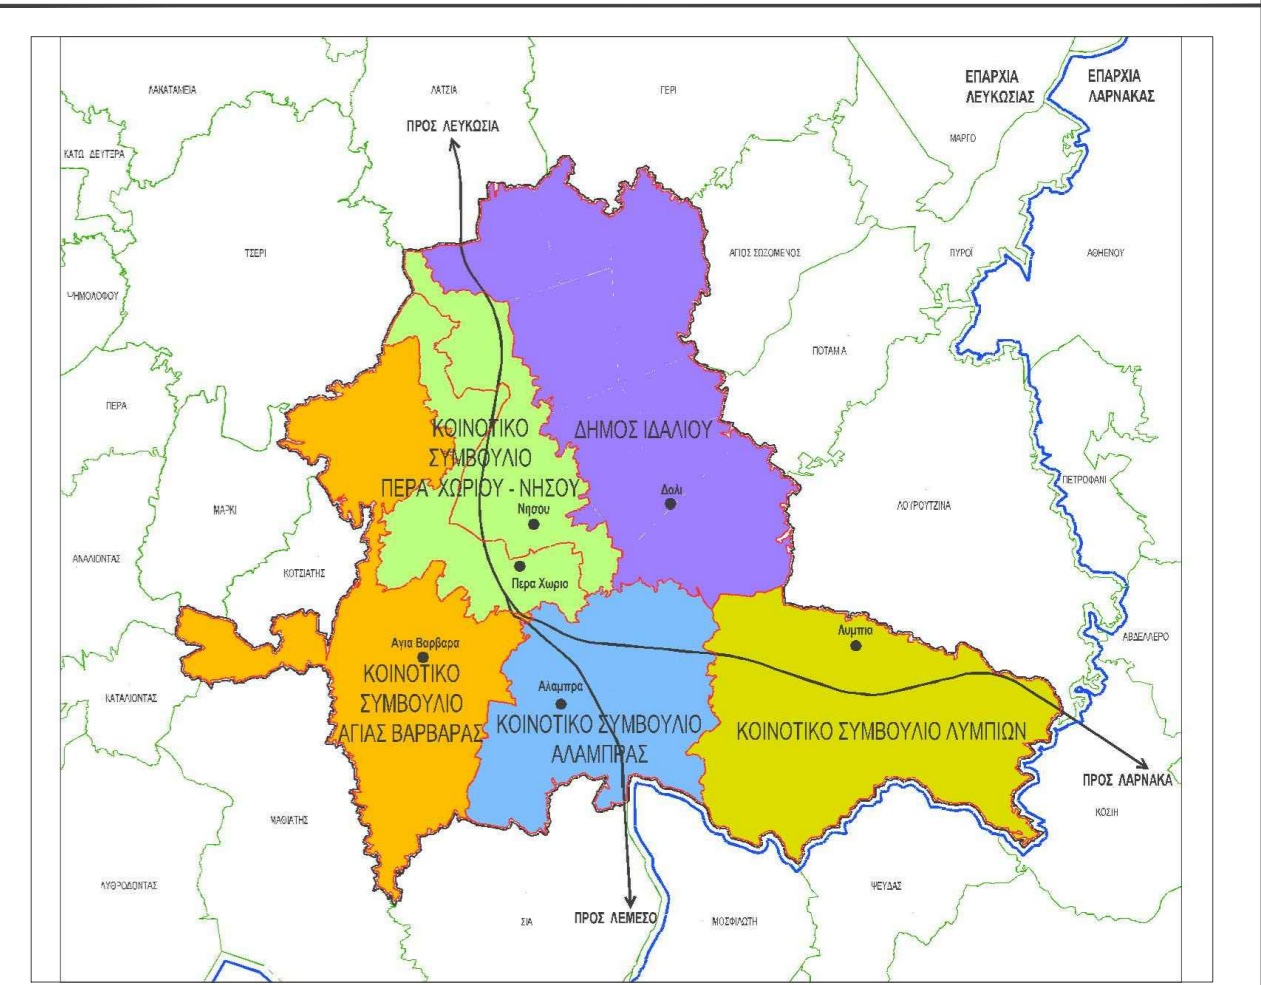 ΕΠΑΡΧΙΑ
ΛΕΥΚΩΣΙΑΣ
ΕΠΑΡΧΙΑ
ΛΑΡΝΑΚΑΣ
ΛΑΚΑΤΑΜΕΙΑ
ΛΑΤΣΙΑ
ΓΕΡΙ
ΠΡΟΣ ΛΕΥΚΩΣΙΑ
ΜΑΡΓΟ
ΚΑΤΩ ΔΕΥΤΕΡΑ
ΤΣΕΡΙ
ΑΓΙΟΣ ΣΩΖΟΜΕΝΟΣ
ΠΥΡΟΪ
ΑΘΗΕΝΟΥ
ΨΗΜΟΛΟΦΟΥ
ΠΟΤΑΜΙΑ
ΠΕΡΑ
ΚΟΙΝΟΤΙΚΟ
ΣΥΜΒΟΥΛΙΟ
ΠΕΡΑ ΧΩΡΙΟΥ - ΝΗΣΟΥ
ΔΗΜΟΣ ΙΔΑΛΙΟΥ
Δαλι
Νησου
ΠΕΤΡΟΦΑΝΙ
ΛΟΥΡΟΥΤΖΙΝΑ
ΜΑΡΚΙ
ΑΝΑΛΙΟΝΤΑΣ
ΚΟΤΣΙΑΤΗΣ
Περα Χωριο
Λυμπια
ΑΒΔΕΛΛΕΡΟ
Αγια Βαρβαρα
ΚΟΙΝΟΤΙΚΟ
ΣΥΜΒΟΥΛΙΟ
ΑΓΙΑΣ ΒΑΡΒΑΡΑΣ
Αλαμπρα
ΚΟΙΝΟΤΙΚΟ ΣΥΜΒΟΥΛΙΟ
ΑΛΑΜΠΡΑΣ
ΚΟΙΝΟΤΙΚΟ ΣΥΜΒΟΥΛΙΟ ΛΥΜΠΙΩΝ
ΚΑΤΑΛΙΟΝΤΑΣ
ΠΡΟΣ ΛΑΡΝΑΚΑ
ΚΟΣΙΗ
ΜΑΘΙΑΤΗΣ
ΛΥΘΡΟΔΟΝΤΑΣ
ΨΕΥΔΑΣ
ΣΙΑ
ΠΡΟΣ ΛΕΜΕΣΟ
ΜΟΣΦΙΛΩΤΗ